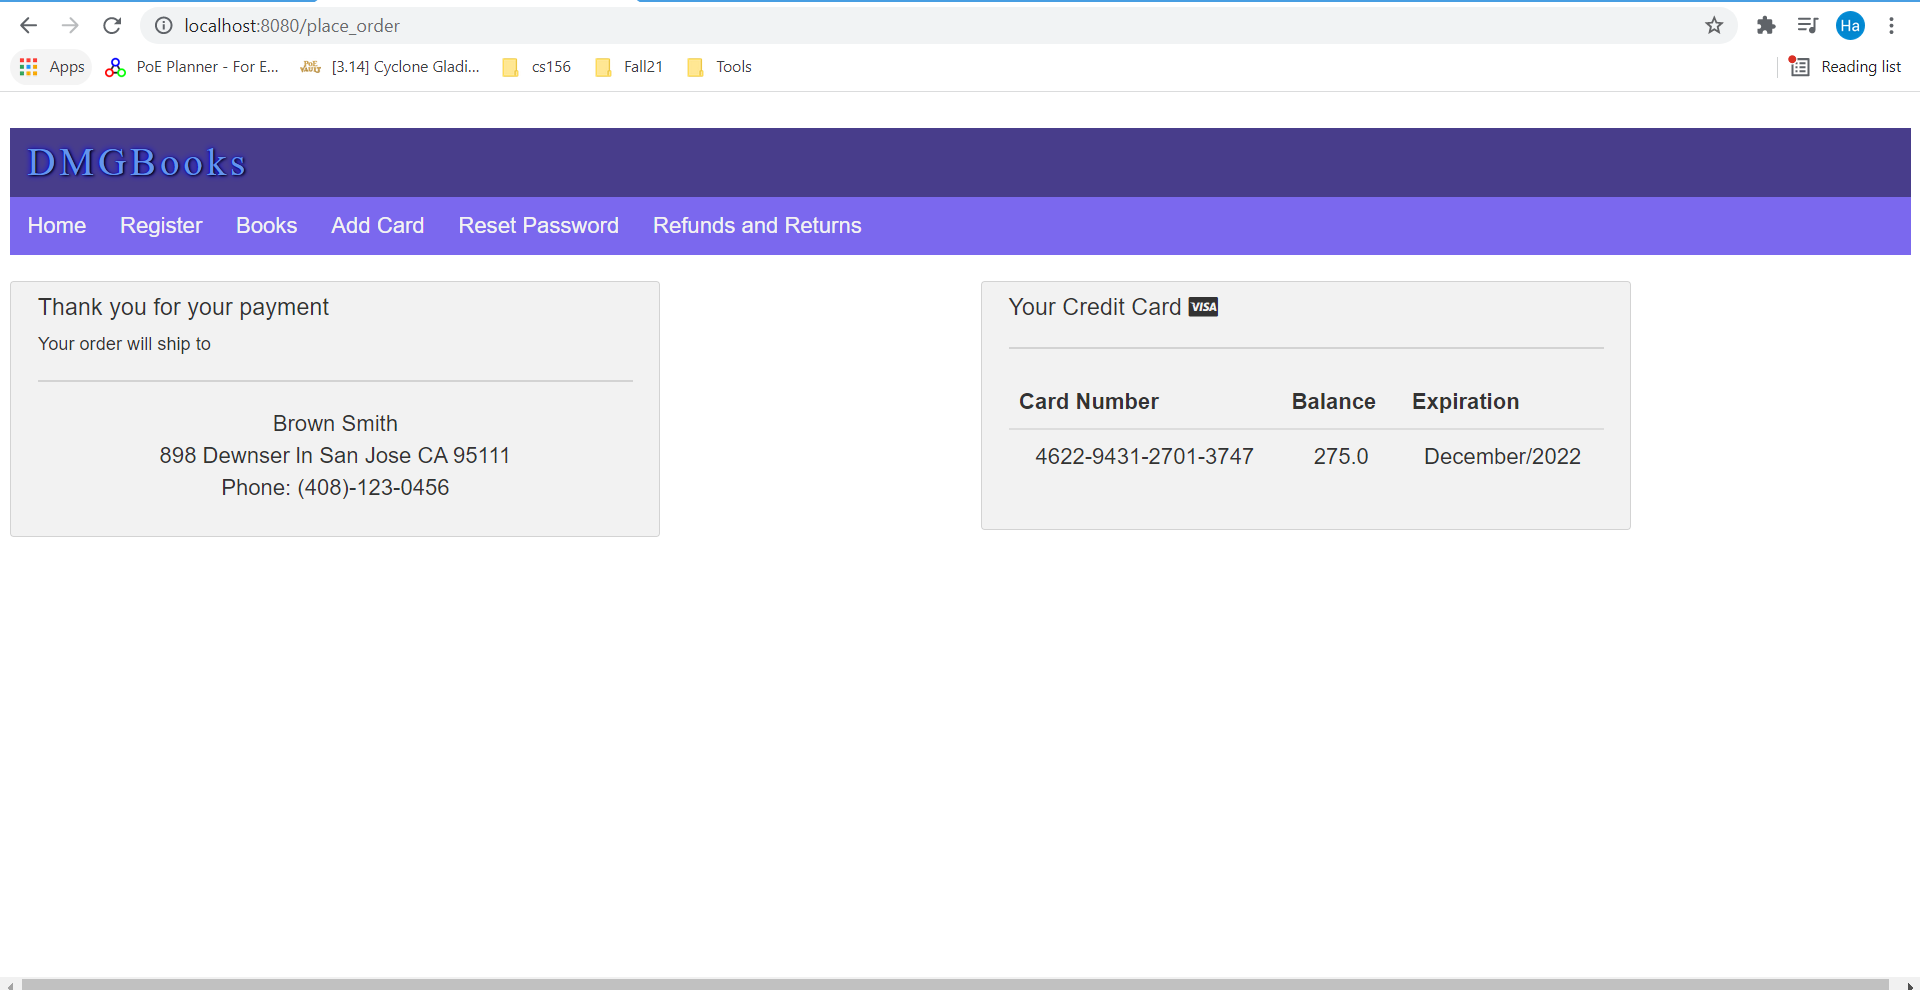 localhost:8080/place_order
Ha
Apps PoE Planner - For E... [3.14] Cyclone Gladi... cs156 Fall21 Tools Reading list
DMGBooks
Home Register Books Add Card Reset Password Refunds and Returns
Thank you for your payment
Your order will ship to
Brown Smith
898 Dewnser ln San Jose CA 95111
Phone: (408)-123-0456
Your Credit Card VISA
Card Number Balance Expiration
4622-9431-2701-3747 275.0 December/2022